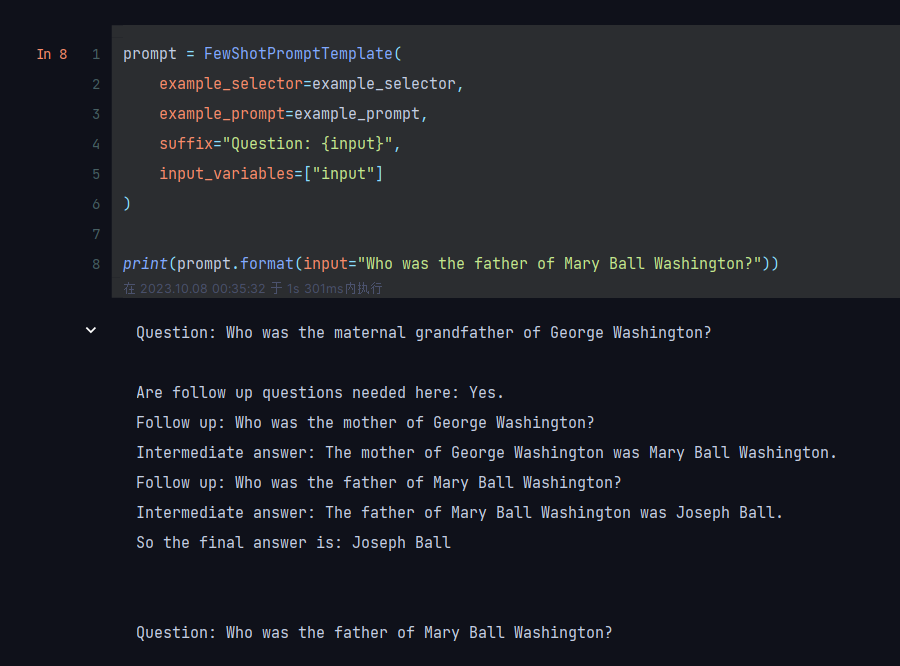 In 8
1 prompt = FewShotPromptTemplate(
2     example_selector=example_selector,
3     example_prompt=example_prompt,
4     suffix="Question: {input}",
5     input_variables=["input"]
6 )
7
8 print(prompt.format(input="Who was the father of Mary Ball Washington?"))
在 2023.10.08 00:35:32 于 1s 301ms内执行
Question: Who was the maternal grandfather of George Washington?
Are follow up questions needed here: Yes.
Follow up: Who was the mother of George Washington?
Intermediate answer: The mother of George Washington was Mary Ball Washington.
Follow up: Who was the father of Mary Ball Washington?
Intermediate answer: The father of Mary Ball Washington was Joseph Ball.
So the final answer is: Joseph Ball
Question: Who was the father of Mary Ball Washington?